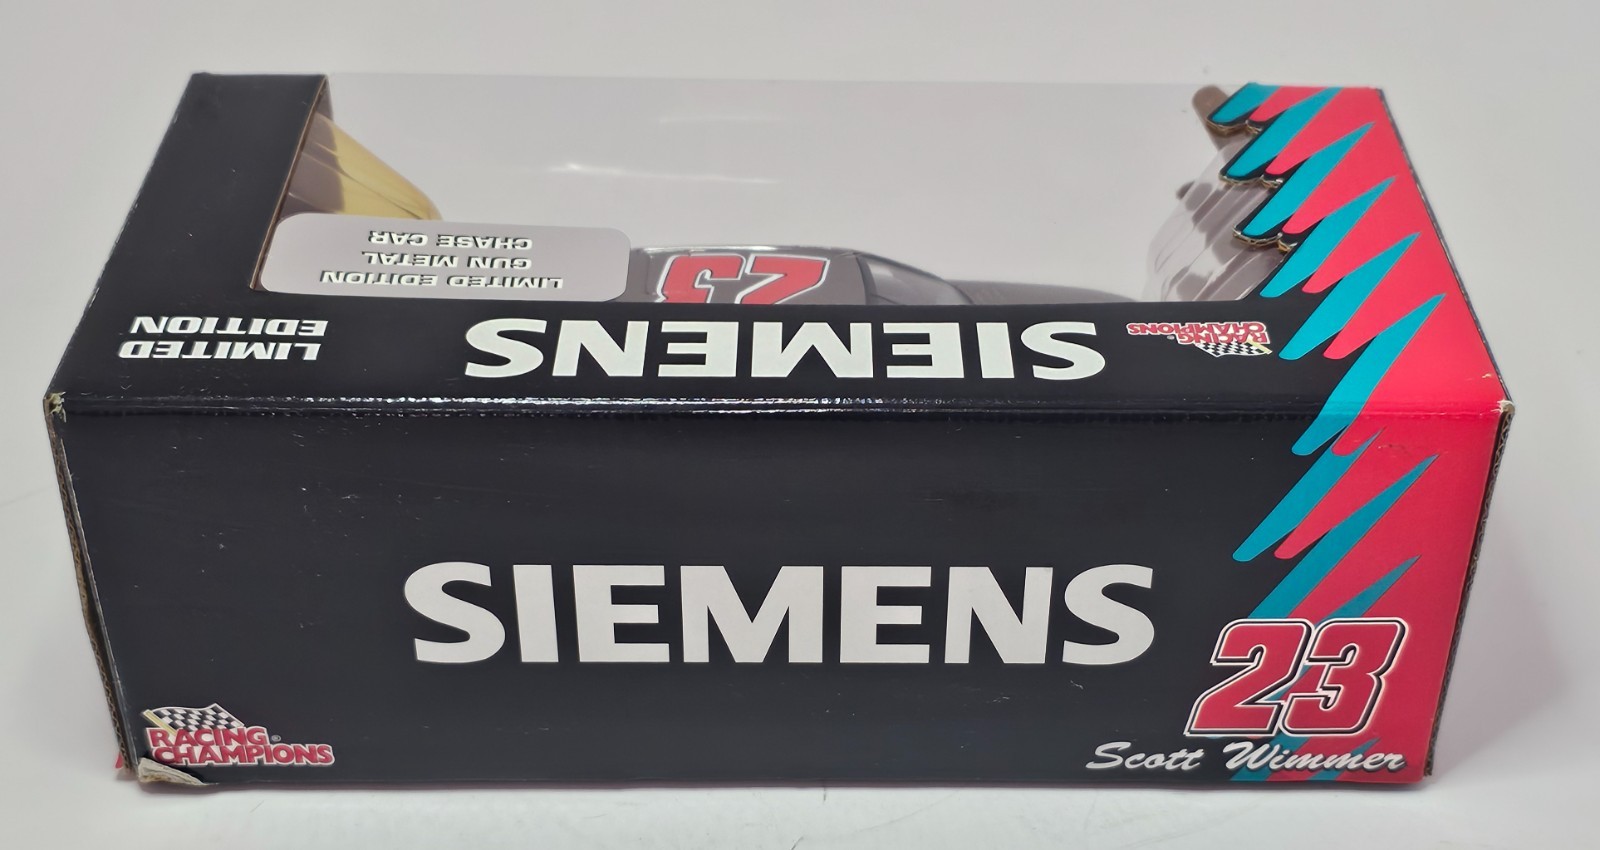 LIMITED EDITION
GUN METAL
CHASE CAR
23
LIMITED
EDITION
SIEMENS
RACING
CHAMPIONS
SIEMENS
23
Scott Wimmer
RACING
CHAMPIONS